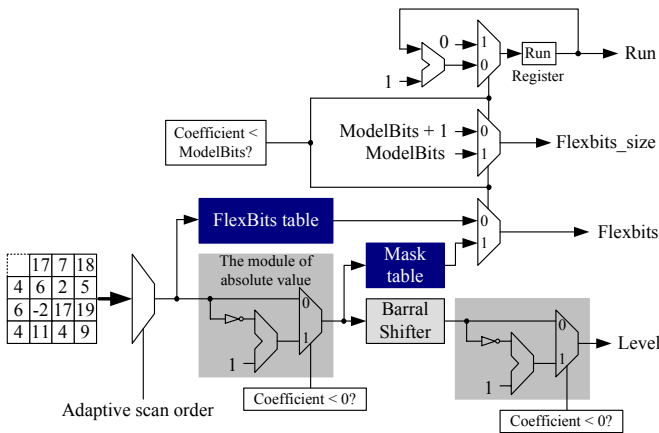 0
1
0
Run
Run
1
Register
Coefficient <
ModelBits?
ModelBits + 1
0
ModelBits
1
Flexbits_size
FlexBits table
0
1
Flexbits
The module of
absolute value
Mask
table
17 7 18
4 6 2 5
6 -2 17 19
4 11 4 9
0
1
1
Barral
Shifter
0
1
1
Level
Adaptive scan order
Coefficient < 0?
Coefficient < 0?